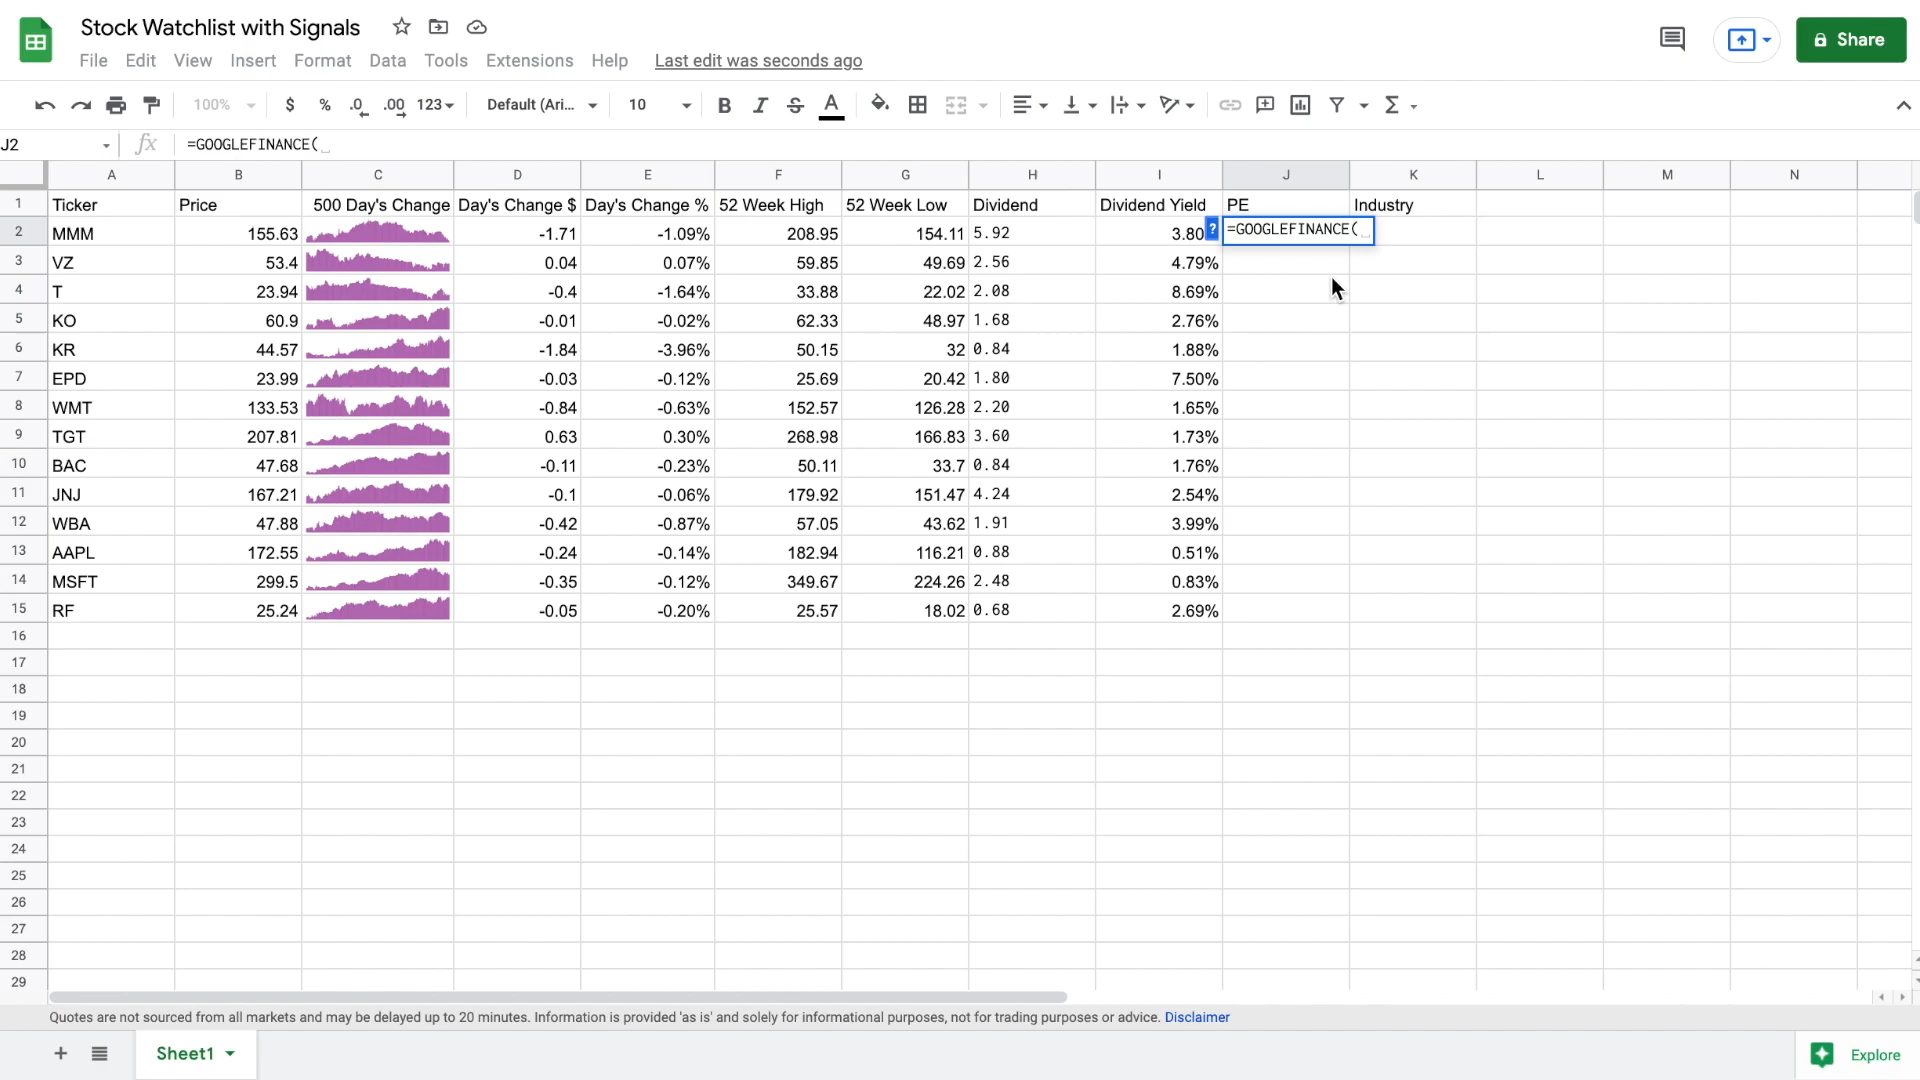 Stock Watchlist with Signals
File Edit View Insert Format Data Tools Extensions Help Last edit was seconds ago
Share
100% $ % .0 .00 123 Default (Ari... 10 B I S A
J2 fx =GOOGLEFINANCE(
A B C D E F G H I J K L M N
1 Ticker Price 500 Day's Change Day's Change $ Day's Change % 52 Week High 52 Week Low Dividend Dividend Yield PE Industry
2 MMM 155.63 -1.71 -1.09% 208.95 154.11 5.92 3.80 ? =GOOGLEFINANCE(
3 VZ 53.4 0.04 0.07% 59.85 49.69 2.56 4.79%
4 T 23.94 -0.4 -1.64% 33.88 22.02 2.08 8.69%
5 KO 60.9 -0.01 -0.02% 62.33 48.97 1.68 2.76%
6 KR 44.57 -1.84 -3.96% 50.15 32 0.84 1.88%
7 EPD 23.99 -0.03 -0.12% 25.69 20.42 1.80 7.50%
8 WMT 133.53 -0.84 -0.63% 152.57 126.28 2.20 1.65%
9 TGT 207.81 0.63 0.30% 268.98 166.83 3.60 1.73%
10 BAC 47.68 -0.11 -0.23% 50.11 33.7 0.84 1.76%
11 JNJ 167.21 -0.1 -0.06% 179.92 151.47 4.24 2.54%
12 WBA 47.88 -0.42 -0.87% 57.05 43.62 1.91 3.99%
13 AAPL 172.55 -0.24 -0.14% 182.94 116.21 0.88 0.51%
14 MSFT 299.5 -0.35 -0.12% 349.67 224.26 2.48 0.83%
15 RF 25.24 -0.05 -0.20% 25.57 18.02 0.68 2.69%
16
17
18
19
20
21
22
23
24
25
26
27
28
29
Quotes are not sourced from all markets and may be delayed up to 20 minutes. Information is provided 'as is' and solely for informational purposes, not for trading purposes or advice. Disclaimer
Sheet1 Explore